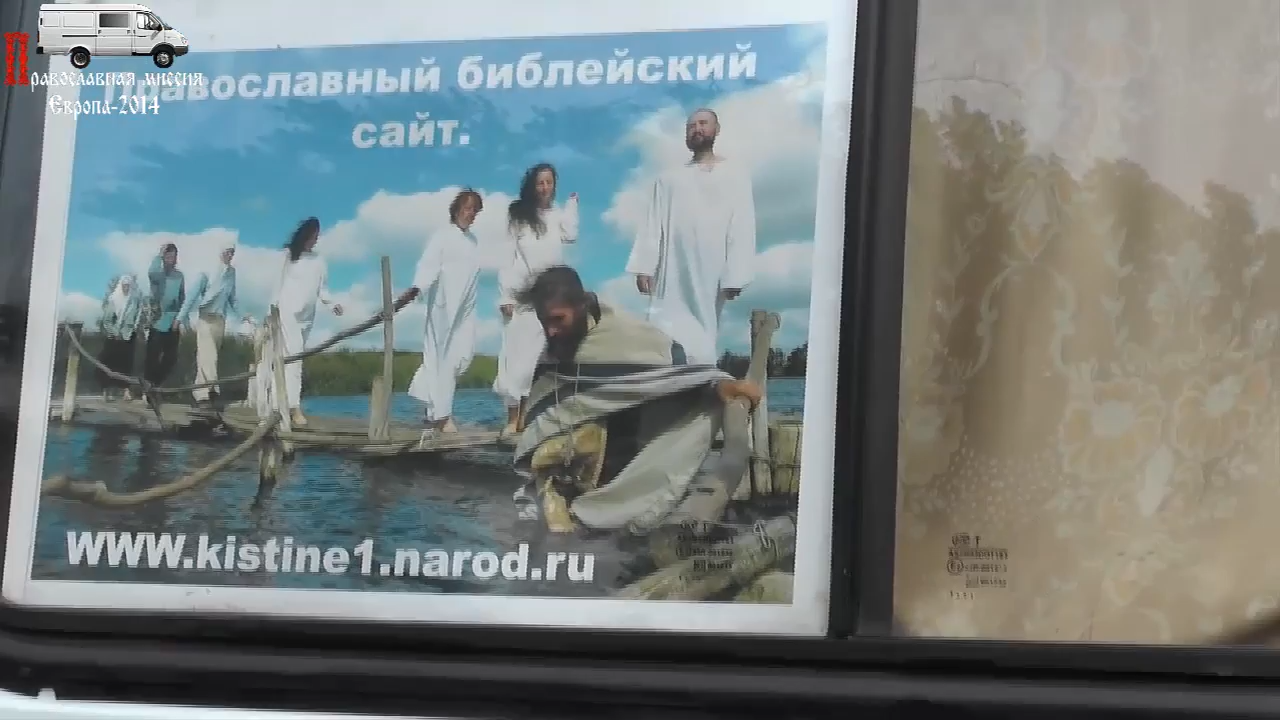 Православная миссия
Европа-2014
Православный библейский
сайт.
WWW.kistine1.narod.ru